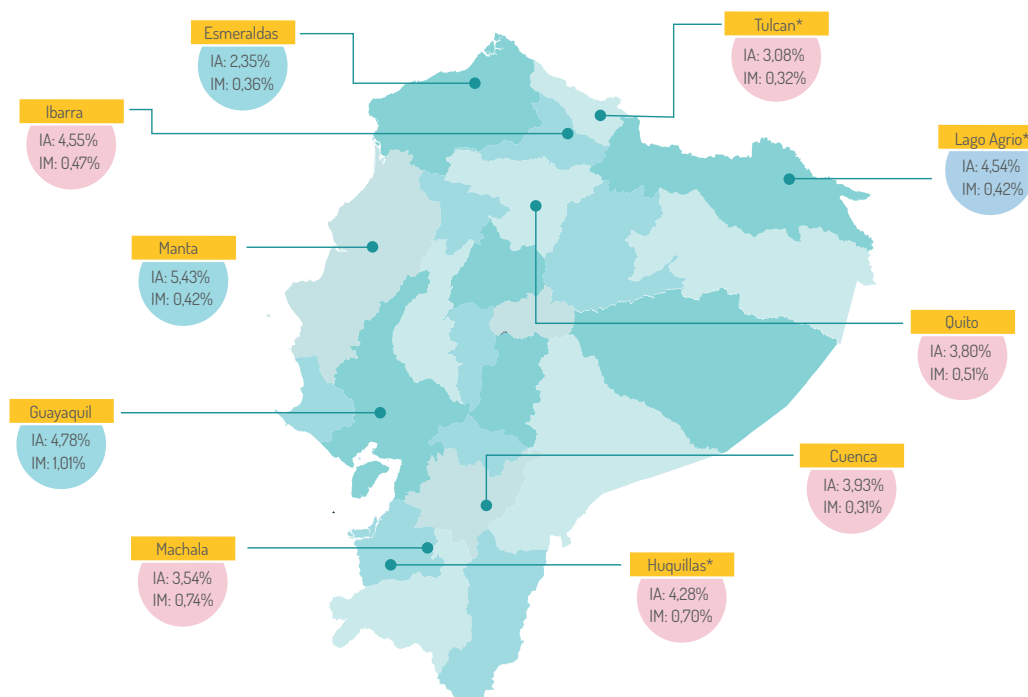 Esmeraldas
IA: 2,35%
IM: 0,36%
Tulcan*
IA: 3,08%
IM: 0,32%
Ibarra
IA: 4,55%
IM: 0,47%
Lago Agrio*
IA: 4,54%
IM: 0,42%
Manta
IA: 5,43%
IM: 0,42%
Quito
IA: 3,80%
IM: 0,51%
Guayaquil
IA: 4,78%
IM: 1,01%
Cuenca
IA: 3,93%
IM: 0,31%
Machala
IA: 3,54%
IM: 0,74%
Huquillas*
IA: 4,28%
IM: 0,70%